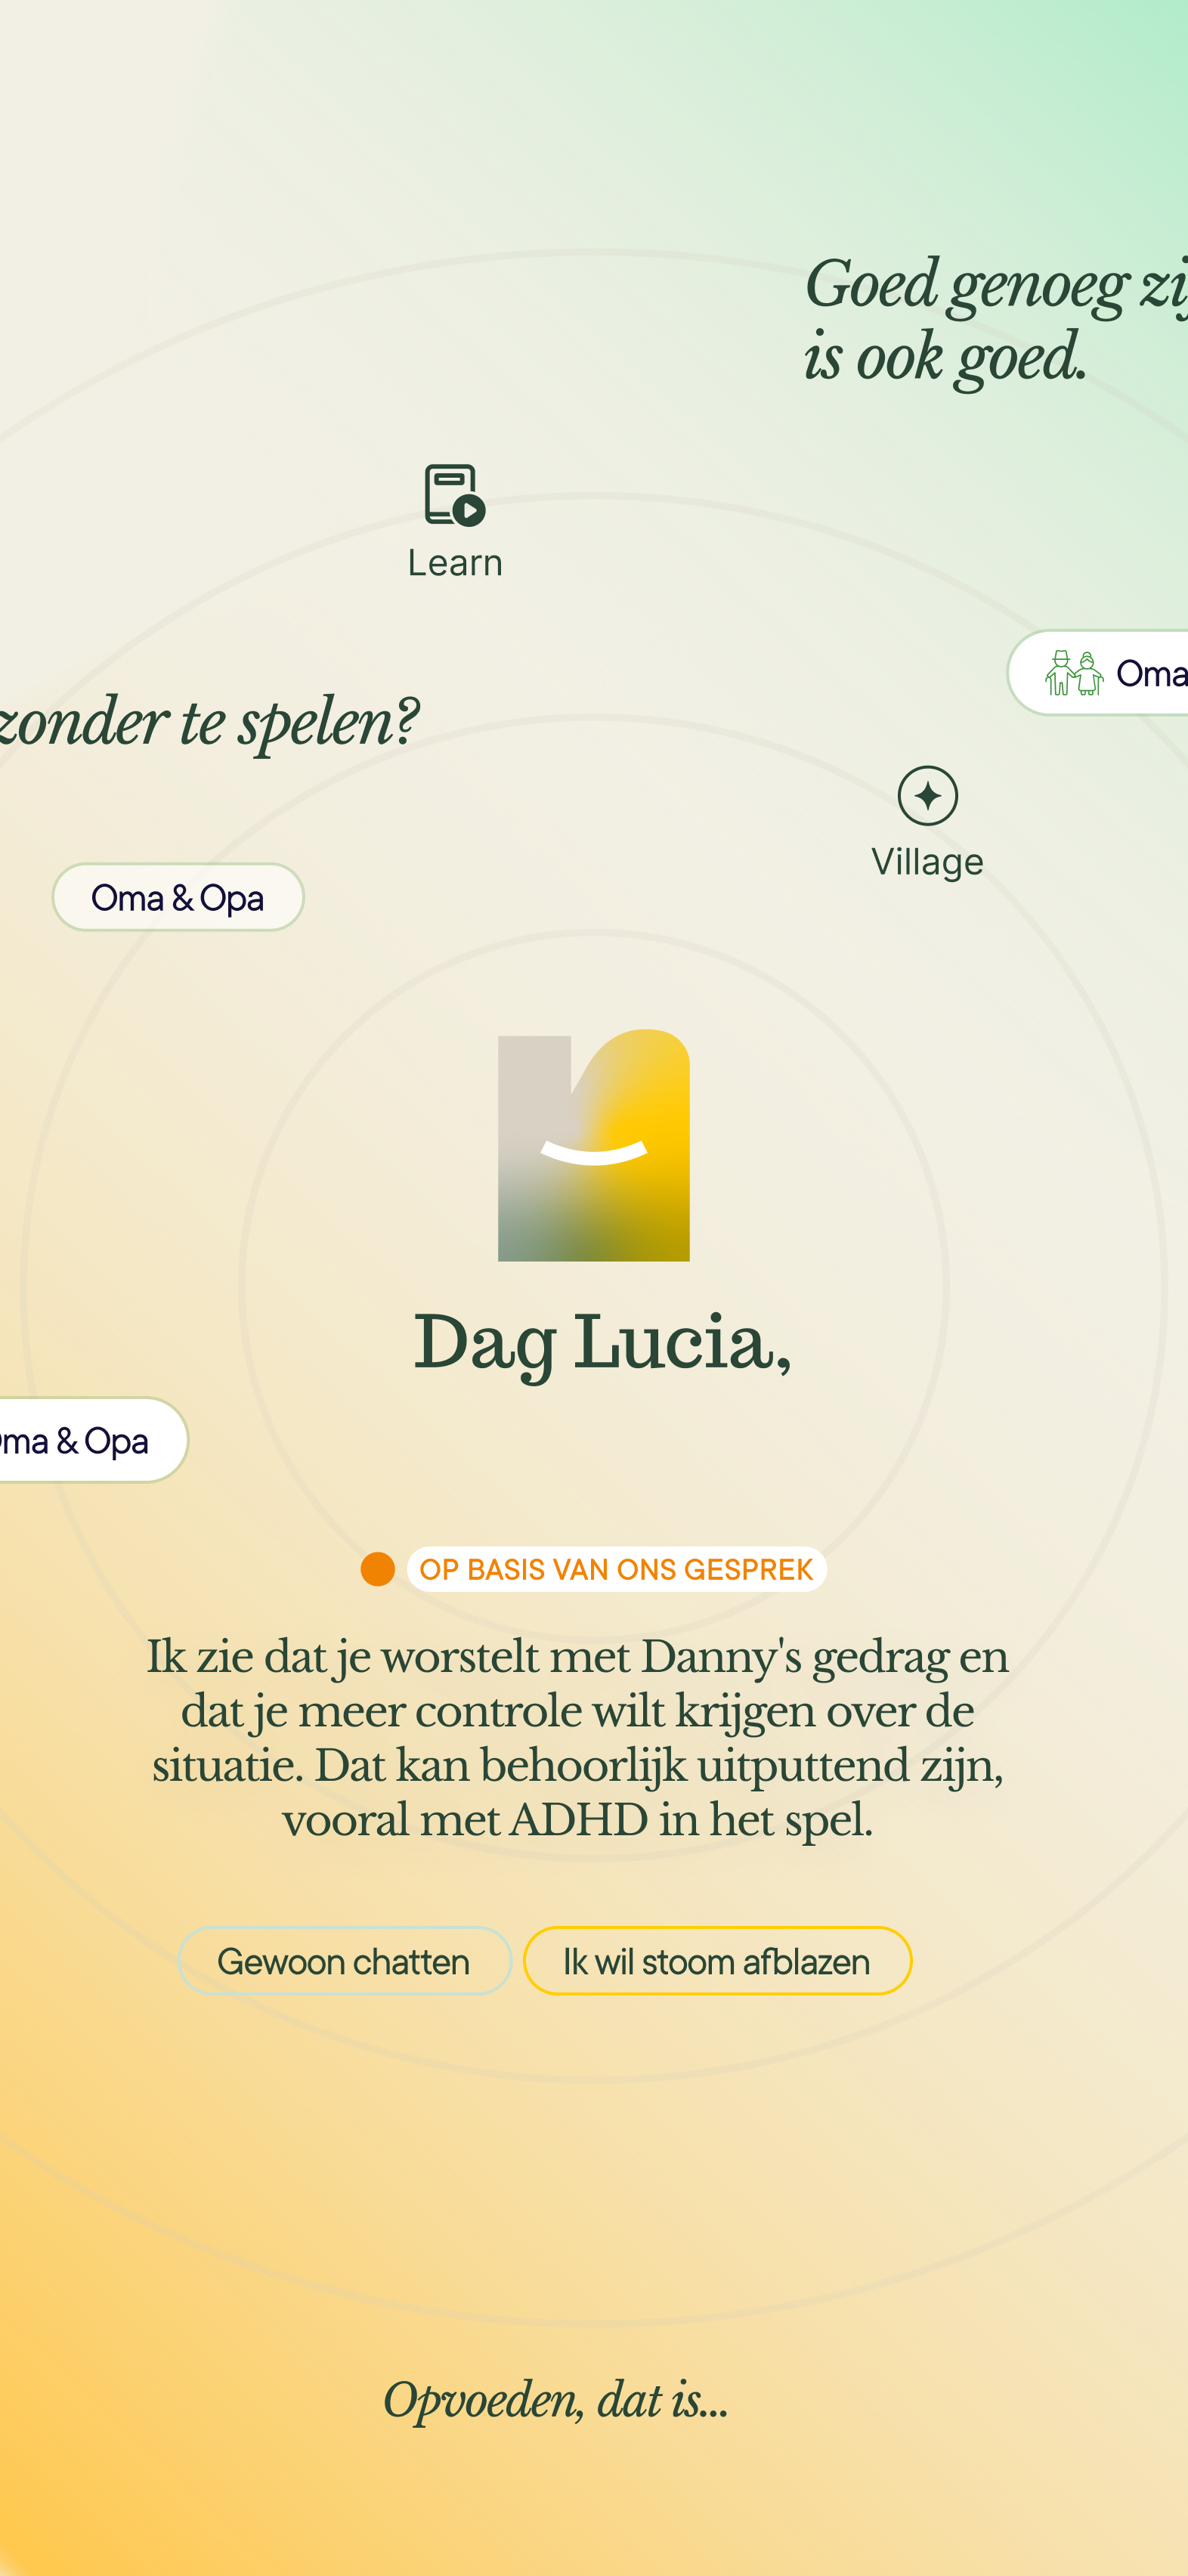 Goed genoeg
is ook goed.
Learn
Oma
zonder te spelen?
Village
Oma & Opa
Dag Lucia,
& Opa
OP BASIS VAN ONS GESPREK
Ik zie dat je worstelt met Danny's gedrag en
dat je meer controle wilt krijgen over de
situatie. Dat kan behoorlijk uitputtend zijn,
vooral met ADHD in het spel.
Gewoon chatten
Ik wil stoom afblazen
Opvoeden, dat is...